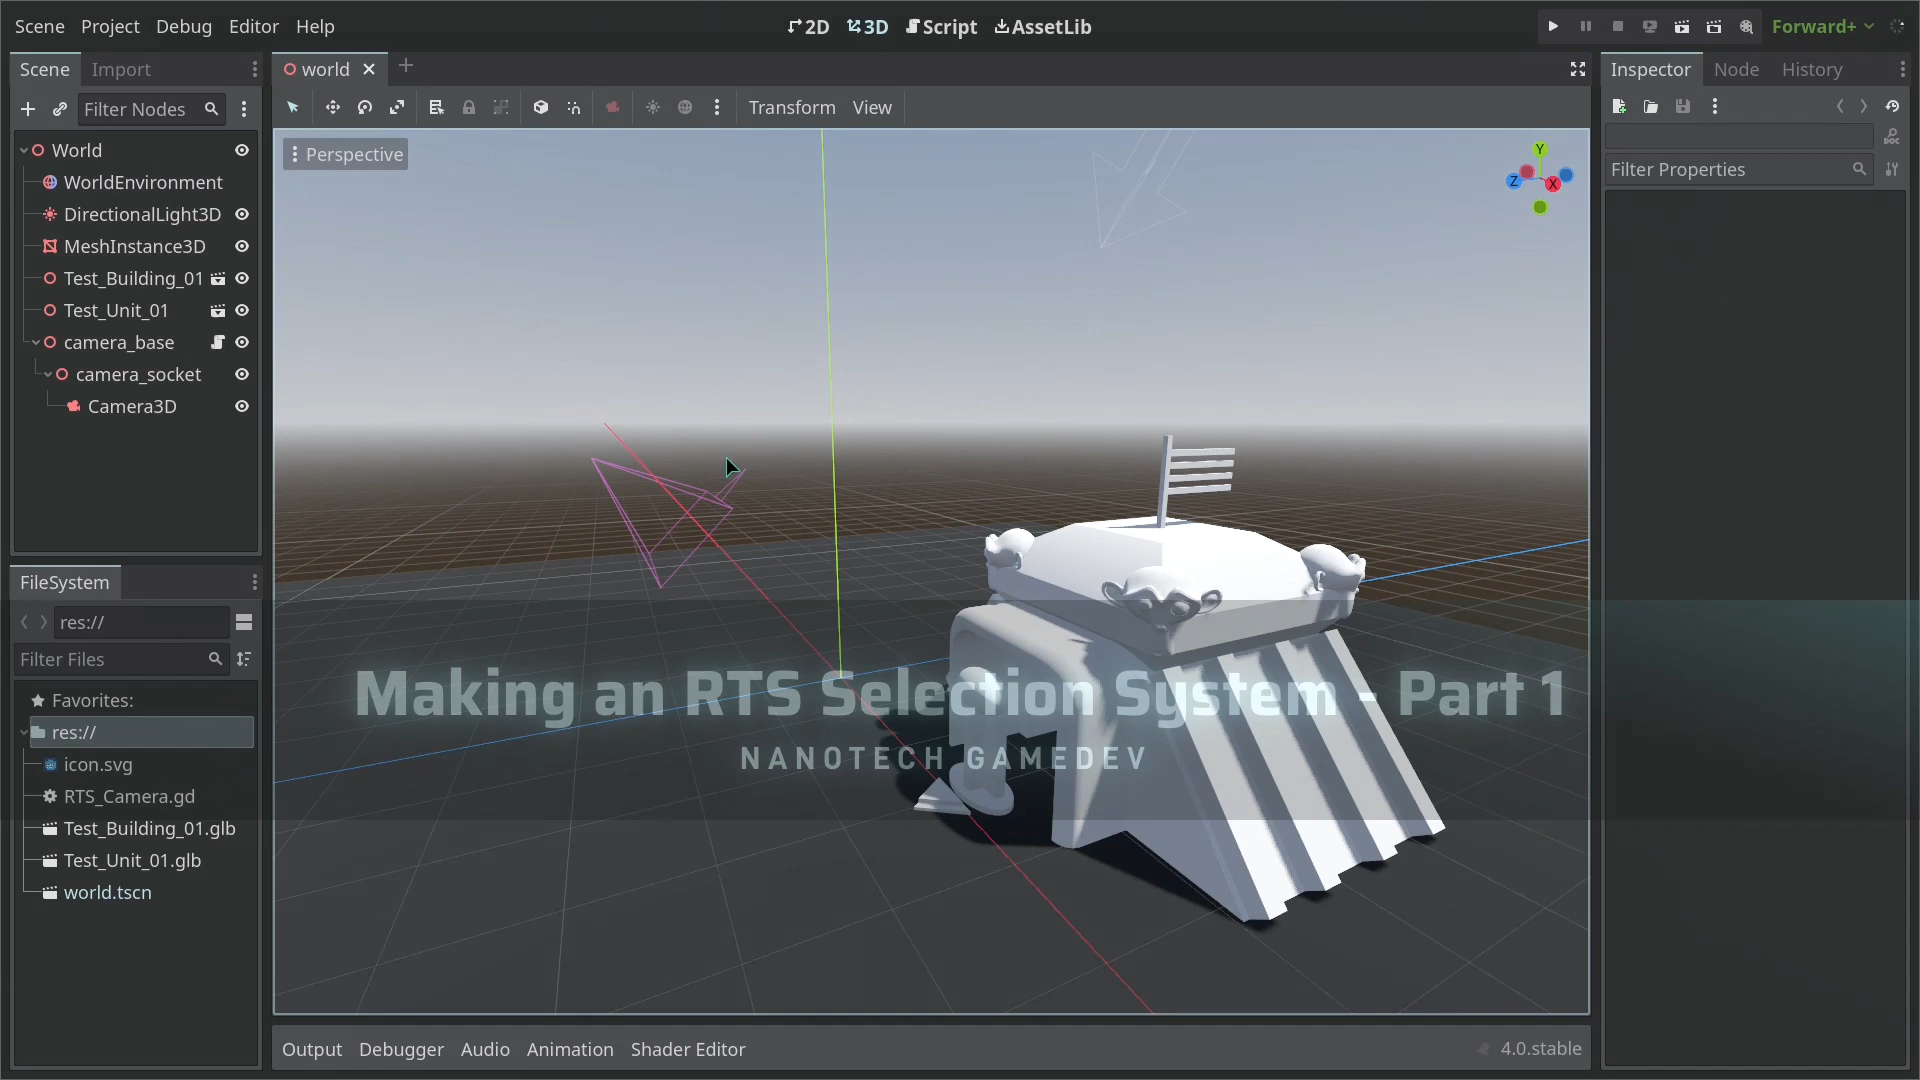 Scene Project Debug Editor Help
2D 3D Script AssetLib
Forward+
Scene Import
world
Inspector Node History
Filter Nodes
Transform View
Perspective
Y
Z
X
DOC
Filter Properties
World
WorldEnvironment
DirectionalLight3D
MeshInstance3D
Test_Building_01
Test_Unit_01
camera_base
camera_socket
Camera3D
FileSystem
res://
Filter Files
Favorites:
res://
icon.svg
RTS_Camera.gd
Test_Building_01.glb
Test_Unit_01.glb
world.tscn
Making an RTS Selection System - Part 1
NANOTECH GAMEDEV
Output Debugger Audio Animation Shader Editor
4.0.stable